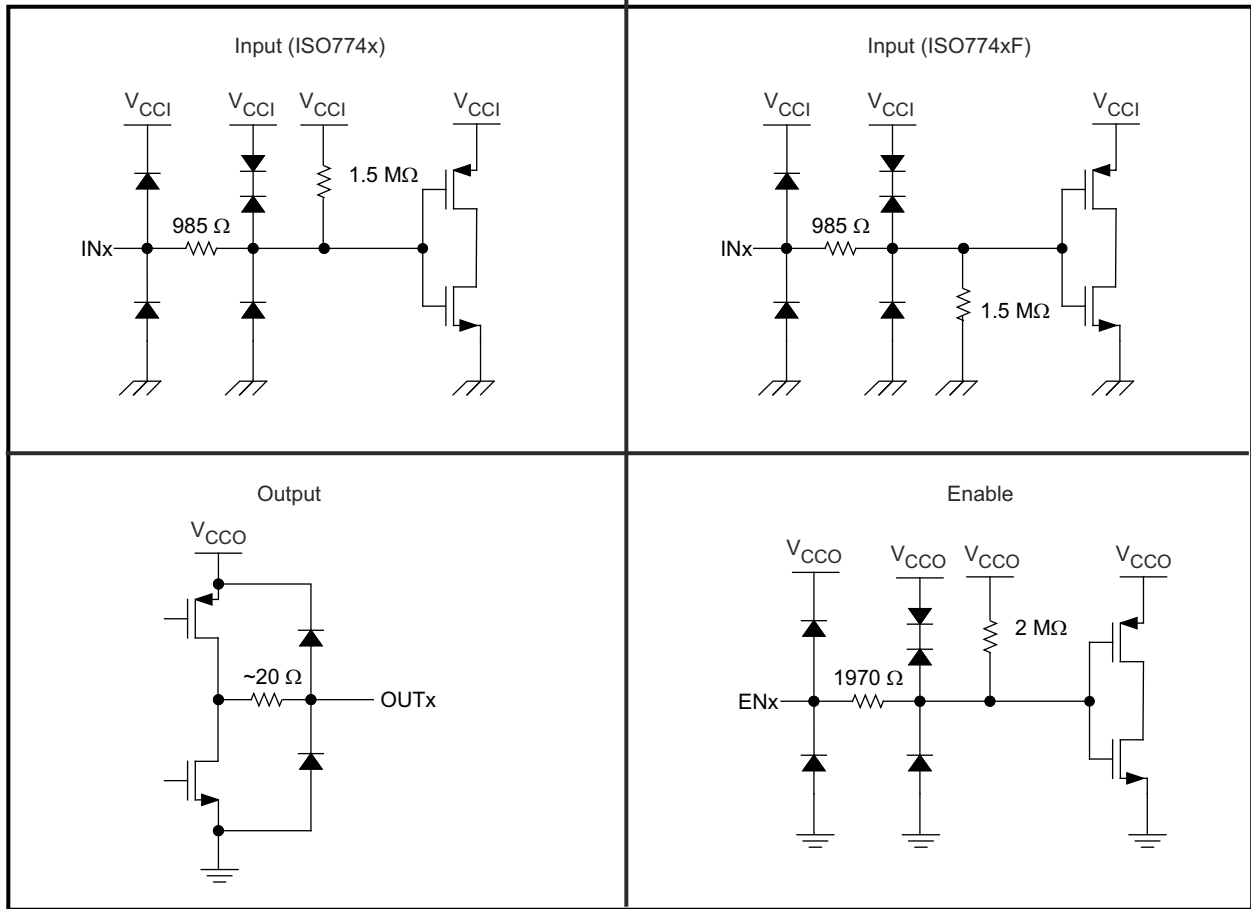 Input (ISO774x)
V_CCI V_CCI V_CCI V_CCI
1.5 MΩ
985 Ω
INx
Input (ISO774xF)
V_CCI V_CCI V_CCI
985 Ω
INx
1.5 MΩ
Output
V_CCO
~20 Ω
OUTx
Enable
V_CCO V_CCO V_CCO V_CCO
2 MΩ
1970 Ω
ENx